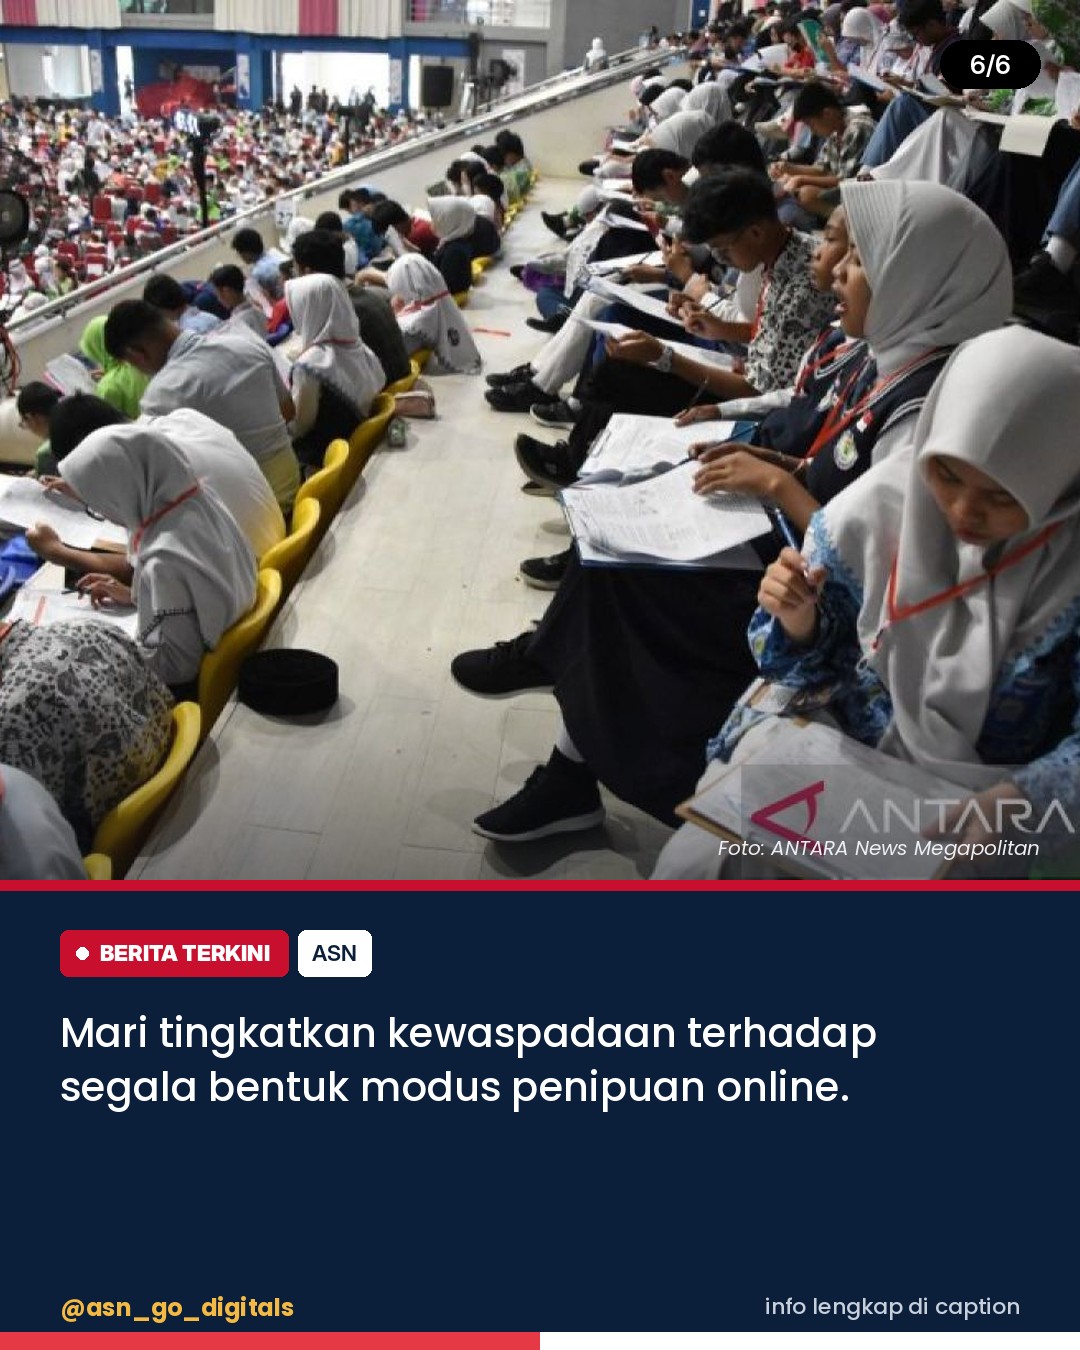 6/6
ANTARA
Foto: ANTARA News Megapolitan
BERITA TERKINI
ASN
Mari tingkatkan kewaspadaan terhadap
segala bentuk modus penipuan online.
@asn_go_digitals
info lengkap di caption